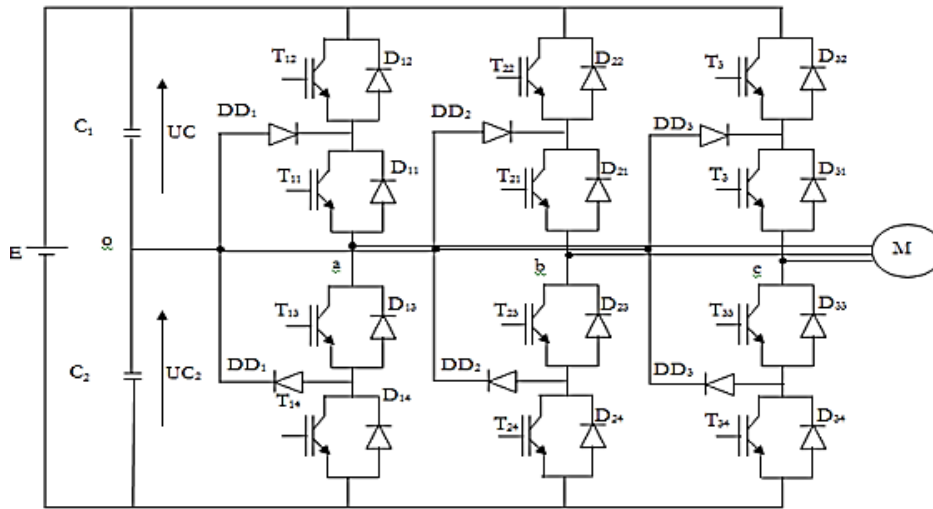 T12 D12 T22 D22 T3 D32
C1 UC DD1 DD2 DD3
T11 D11 T21 D21 T3 D31
E o a b c M
T13 D13 T23 D23 T33 D33
C2 UC2 DD1 DD2 DD3
T14 D14 T24 D24 T34 D34